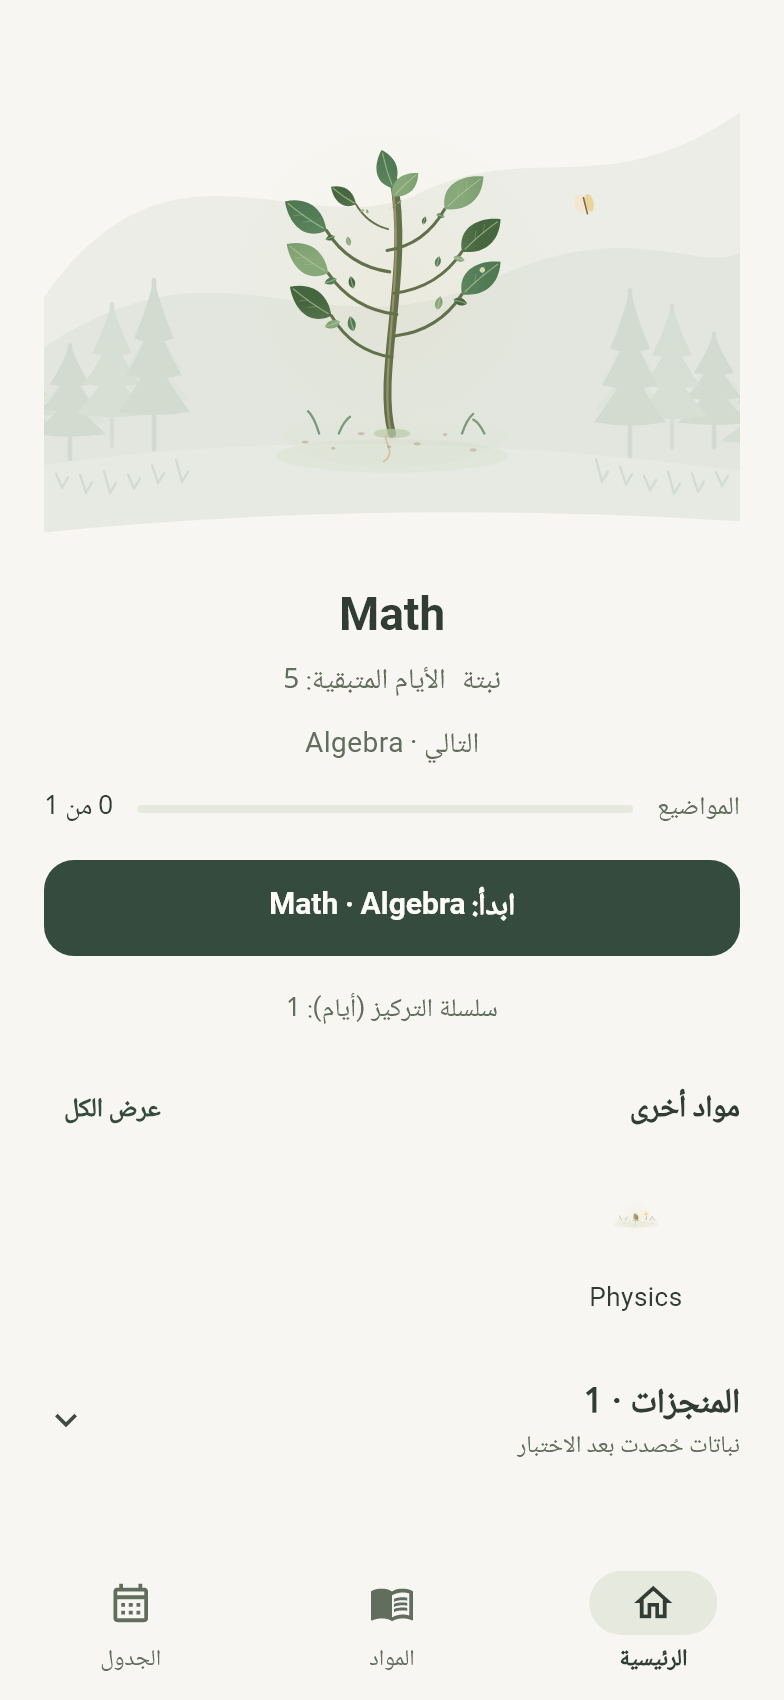 Math
نبتة الأيام المتبقية: 5
التالي · Algebra
المواضيع 0 من 1
ابدأ: Math · Algebra
سلسلة التركيز (أيام): 1
مواد أخرى عرض الكل
Physics
المنجزات · 1
نباتات حُصدت بعد الاختبار
الرئيسية المواد الجدول